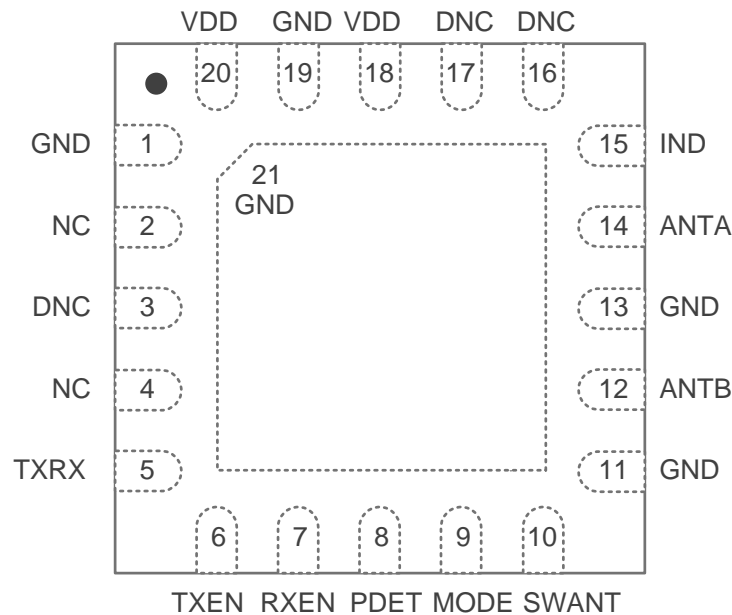 VDD GND VDD DNC DNC
20 19 18 17 16
GND 1 15 IND
21
GND
NC 2 14 ANTA
DNC 3 13 GND
NC 4 12 ANTB
TXRX 5 11 GND
6 7 8 9 10
TXEN RXEN PDET MODE SWANT